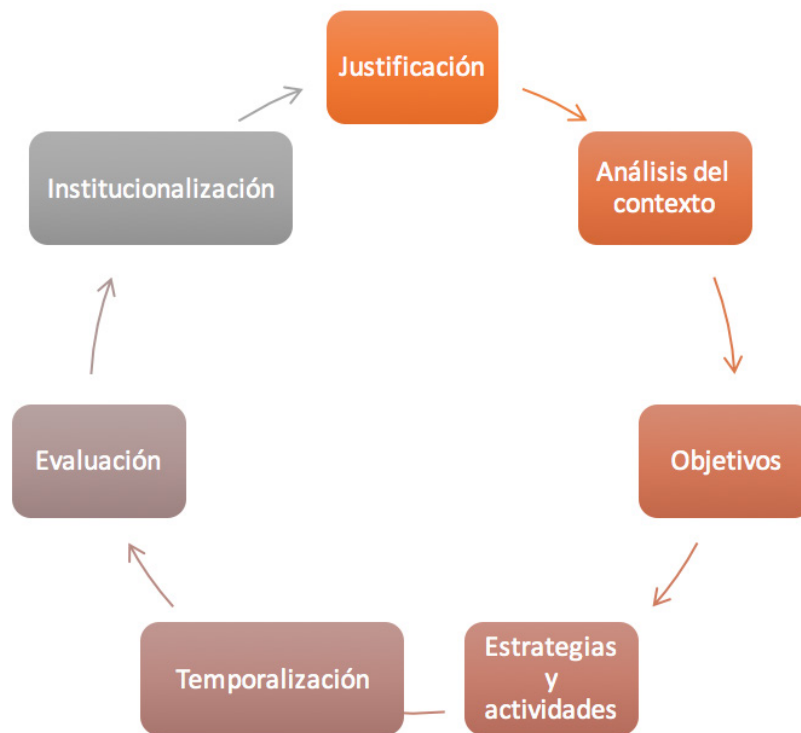 Justificación
Análisis del
contexto
Objetivos
Estrategias
y
actividades
Temporalización
Evaluación
Institucionalización